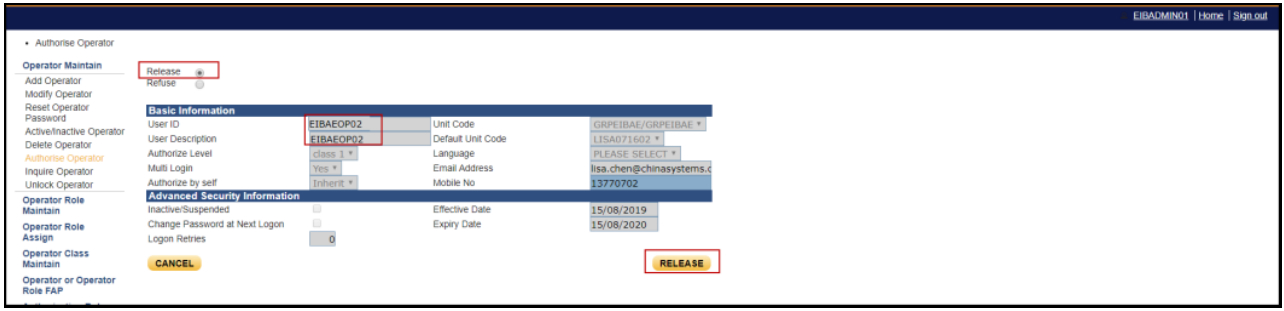 EIBADMIN01 | Home | Sign out
• Authorise Operator
Operator Maintain
Add Operator
Modify Operator
Reset Operator
Password
Active/Inactive Operator
Delete Operator
Authorise Operator
Inquire Operator
Unlock Operator
Operator Role
Maintain
Operator Role
Assign
Operator Class
Maintain
Operator or Operator
Role FAP
Release
Refuse
Basic Information
User ID EIBAEOP02 Unit Code GRPEIBAE/GRPEIBAE
User Description EIBAEOP02 Default Unit Code LISA071602
Authorize Level class 1 Language PLEASE SELECT
Multi Login Yes Email Address lisa.chen@chinasystems.c
Authorize by self Inherit Mobile No 13770702
Advanced Security Information
Inactive/Suspended Effective Date 15/08/2019
Change Password at Next Logon Expiry Date 15/08/2020
Logon Retries 0
CANCEL RELEASE